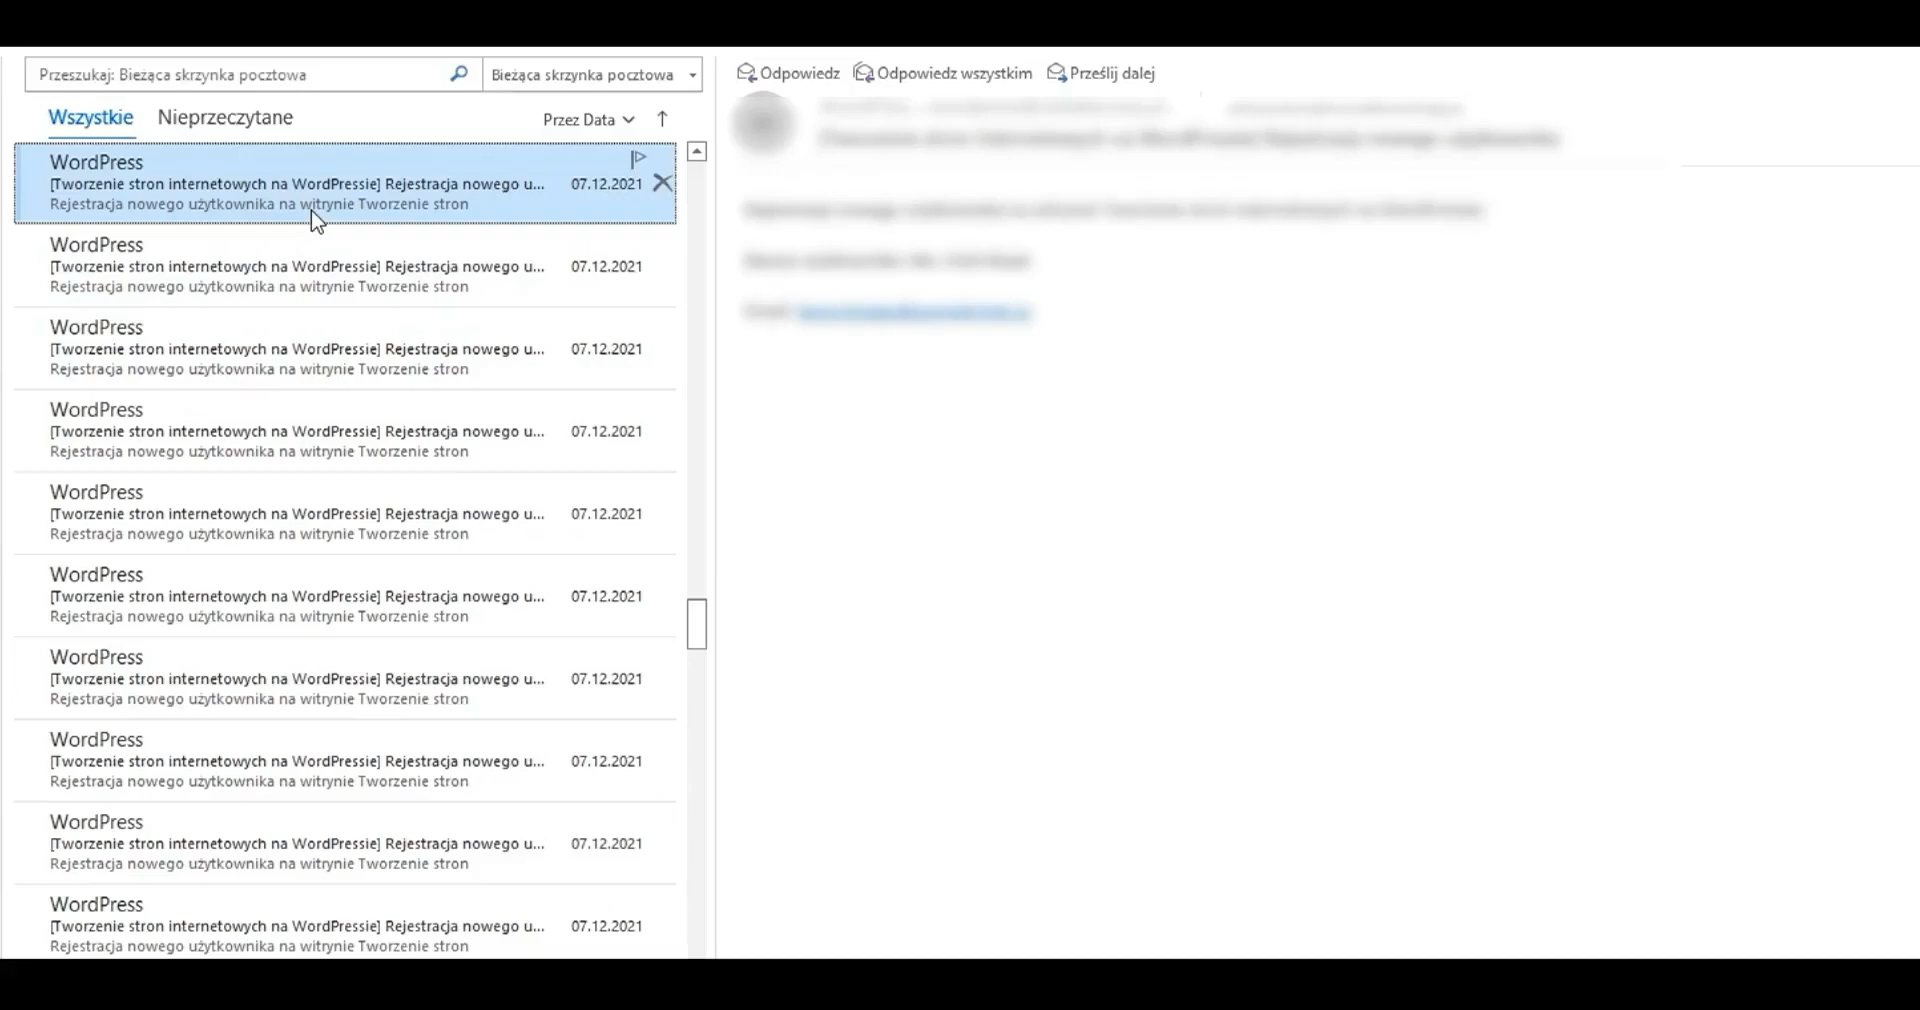 Przeszukaj: Bieżąca skrzynka pocztowa
Bieżąca skrzynka pocztowa
Wszystkie
Nieprzeczytane
Przez Data
WordPress
[Tworzenie stron internetowych na WordPressie] Rejestracja nowego u... 07.12.2021
Rejestracja nowego użytkownika na witrynie Tworzenie stron
WordPress
[Tworzenie stron internetowych na WordPressie] Rejestracja nowego u... 07.12.2021
Rejestracja nowego użytkownika na witrynie Tworzenie stron
WordPress
[Tworzenie stron internetowych na WordPressie] Rejestracja nowego u... 07.12.2021
Rejestracja nowego użytkownika na witrynie Tworzenie stron
WordPress
[Tworzenie stron internetowych na WordPressie] Rejestracja nowego u... 07.12.2021
Rejestracja nowego użytkownika na witrynie Tworzenie stron
WordPress
[Tworzenie stron internetowych na WordPressie] Rejestracja nowego u... 07.12.2021
Rejestracja nowego użytkownika na witrynie Tworzenie stron
WordPress
[Tworzenie stron internetowych na WordPressie] Rejestracja nowego u... 07.12.2021
Rejestracja nowego użytkownika na witrynie Tworzenie stron
WordPress
[Tworzenie stron internetowych na WordPressie] Rejestracja nowego u... 07.12.2021
Rejestracja nowego użytkownika na witrynie Tworzenie stron
WordPress
[Tworzenie stron internetowych na WordPressie] Rejestracja nowego u... 07.12.2021
Rejestracja nowego użytkownika na witrynie Tworzenie stron
WordPress
[Tworzenie stron internetowych na WordPressie] Rejestracja nowego u... 07.12.2021
Rejestracja nowego użytkownika na witrynie Tworzenie stron
WordPress
[Tworzenie stron internetowych na WordPressie] Rejestracja nowego u... 07.12.2021
Rejestracja nowego użytkownika na witrynie Tworzenie stron
Odpowiedz Odpowiedz wszystkim Prześlij dalej